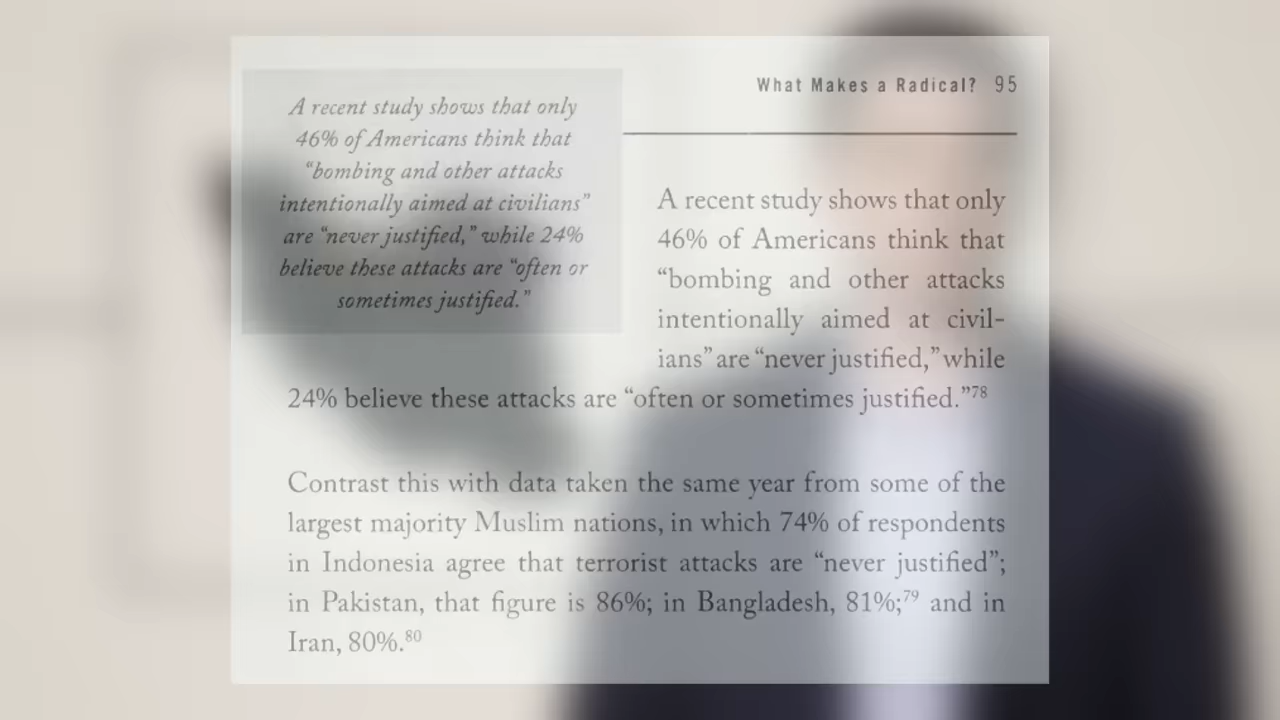 What Makes a Radical? 95
A recent study shows that only
46% of Americans think that
“bombing and other attacks
intentionally aimed at civilians”
are “never justified,” while 24%
believe these attacks are “often or
sometimes justified.”
A recent study shows that only
46% of Americans think that
“bombing and other attacks
intentionally aimed at civil-
ians” are “never justified,” while
24% believe these attacks are “often or sometimes justified.”78
Contrast this with data taken the same year from some of the
largest majority Muslim nations, in which 74% of respondents
in Indonesia agree that terrorist attacks are “never justified”;
in Pakistan, that figure is 86%; in Bangladesh, 81%;79 and in
Iran, 80%.80